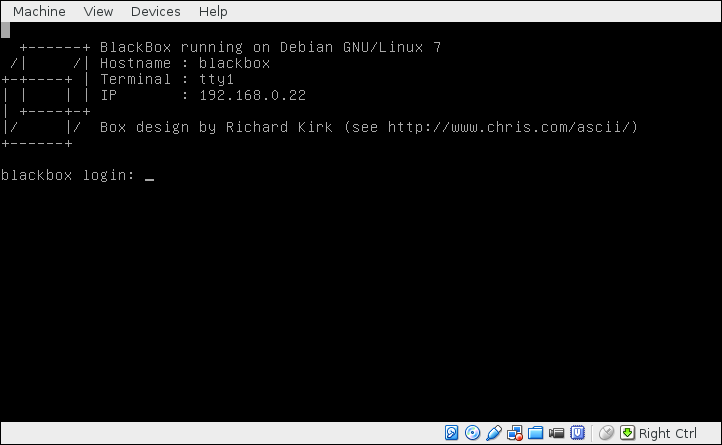 Machine View Devices Help
+------+ BlackBox running on Debian GNU/Linux 7
/| /| Hostname : blackbox
+-+----+ | Terminal : tty1
| | | | IP : 192.168.0.22
| +----+-+
|/ |/ Box design by Richard Kirk (see http://www.chris.com/ascii/)
+------+
blackbox login: _
Right Ctrl